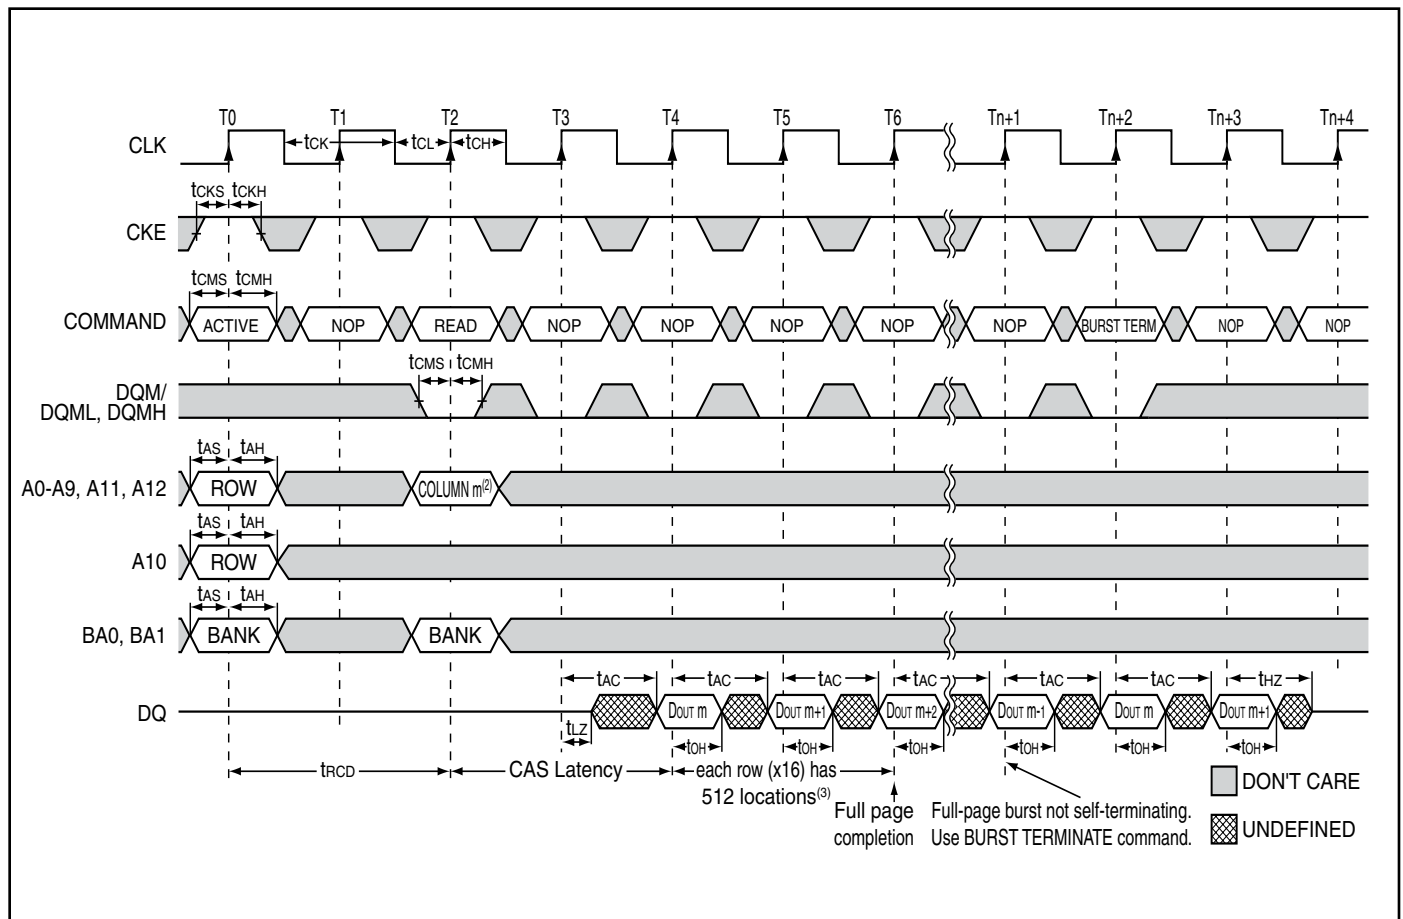 T0 T1 T2 T3 T4 T5 T6 Tn+1 Tn+2 Tn+3 Tn+4
CLK
tCK tCL tCH
tCKS tCKH
CKE
tCMS tCMH
COMMAND
ACTIVE NOP READ NOP NOP NOP NOP NOP BURST TERM NOP NOP
tCMS tCMH
DQM/
DQML, DQMH
tAS tAH
A0-A9, A11, A12
ROW COLUMN m(2)
tAS tAH
A10
ROW
tAS tAH
BA0, BA1
BANK BANK
tAC tAC tAC tAC tAC tAC tHZ
DQ
DOUT m DOUT m+1 DOUT m+2 DOUT m-1 DOUT m DOUT m+1
tLZ tOH tOH tOH tOH tOH tOH
tRCD CAS Latency each row (x16) has
512 locations(3)
Full page
completion
Full-page burst not self-terminating.
Use BURST TERMINATE command.
DON'T CARE
UNDEFINED